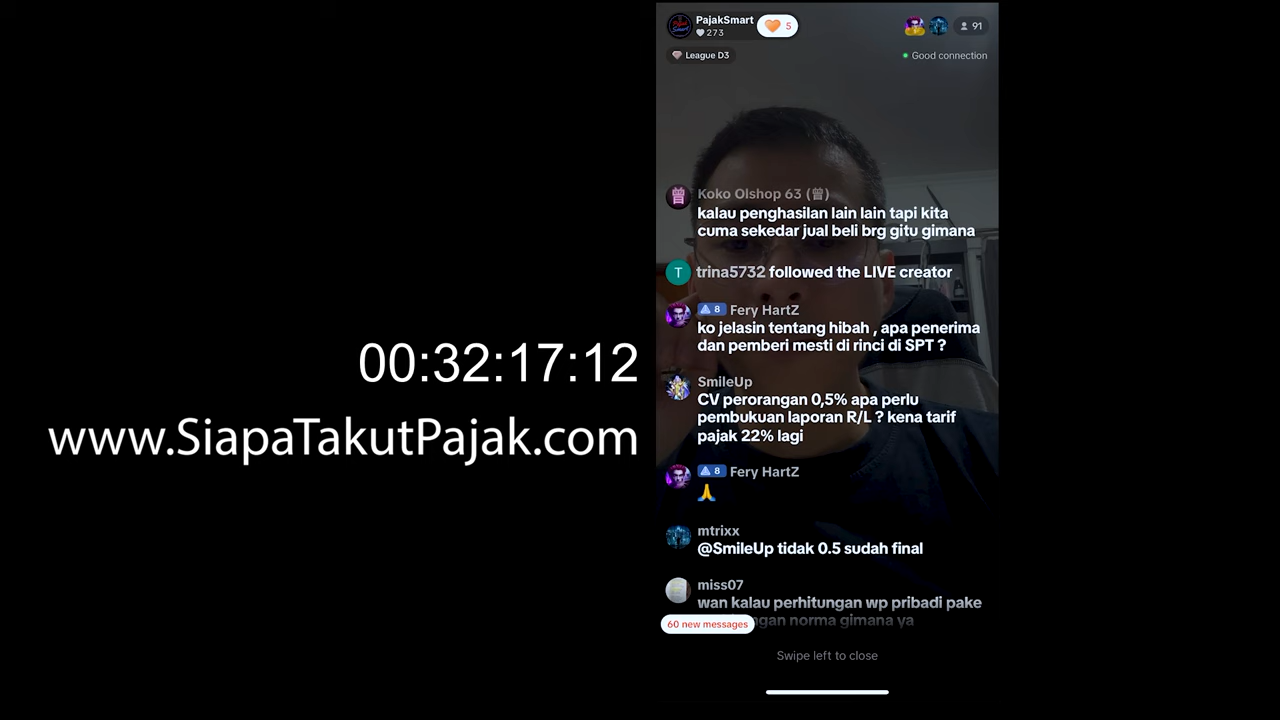 PajakSmart
273
5
91
League D3
Good connection
Koko Olshop 63 (曾)
kalau penghasilan lain lain tapi kita
cuma sekedar jual beli brg gitu gimana
T
trina5732 followed the LIVE creator
8 Fery HartZ
ko jelasin tentang hibah , apa penerima
dan pemberi mesti di rinci di SPT ?
SmileUp
CV perorangan 0,5% apa perlu
pembukuan laporan R/L ? kena tarif
pajak 22% lagi
8 Fery HartZ
🙏
mtrixx
@SmileUp tidak 0.5 sudah final
miss07
wan kalau perhitungan wp pribadi pake
norma gimana ya
60 new messages
Swipe left to close
00:32:17:12
www.SiapaTakutPajak.com